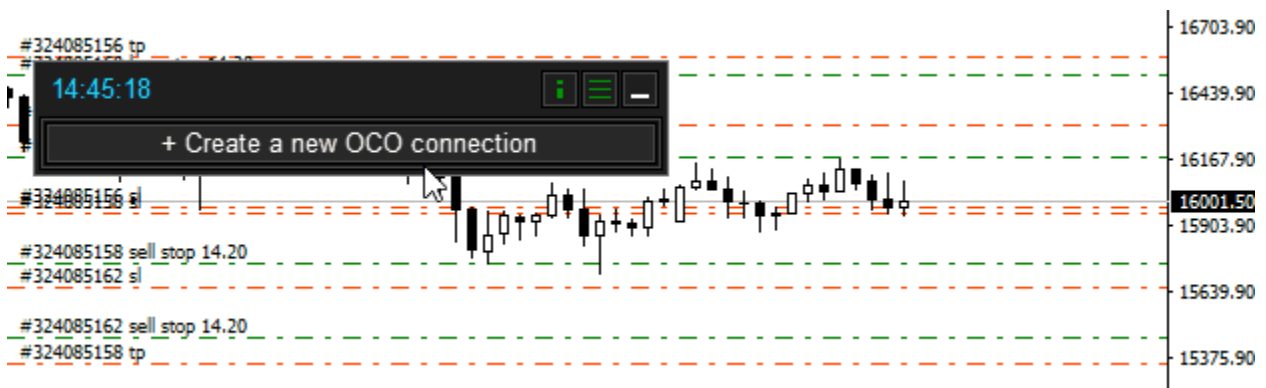 #324085156 tp
16703.90
14:45:18
16439.90
+ Create a new OCO connection
16167.90
#324085156 sl
16001.50
15903.90
#324085158 sell stop 14.20
#324085162 sl
15639.90
#324085162 sell stop 14.20
#324085158 tp
15375.90